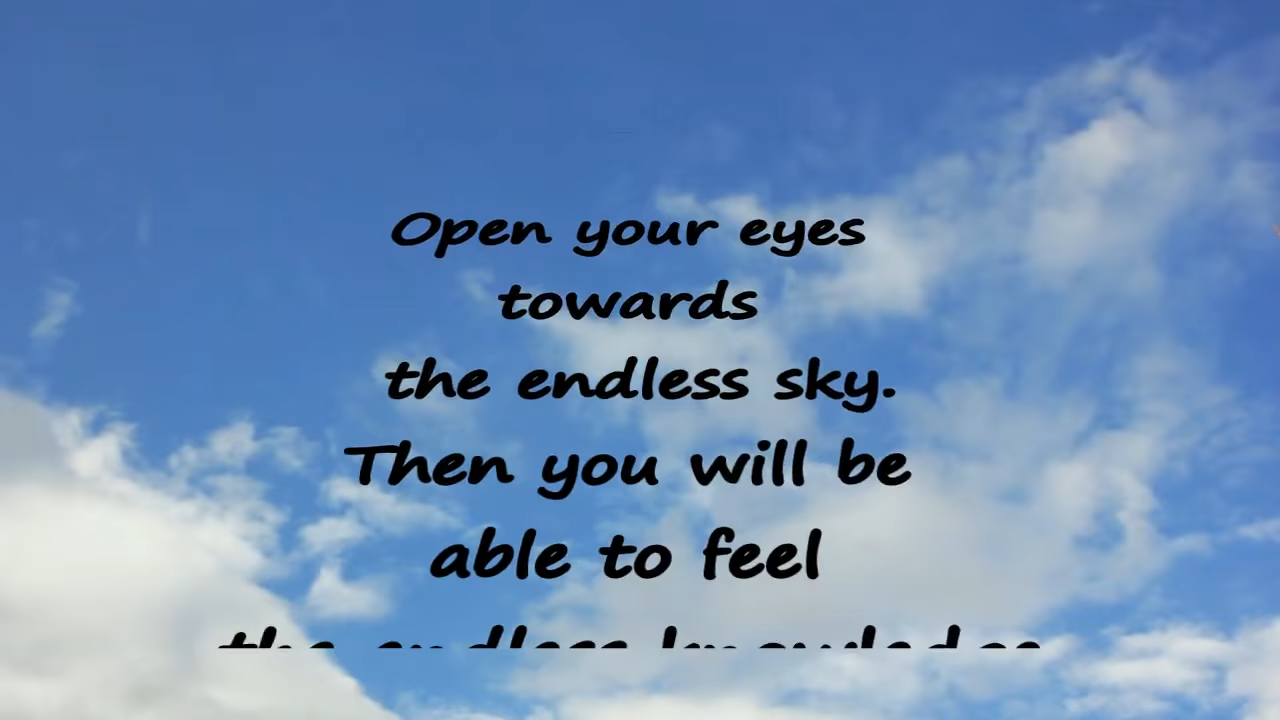 Open your eyes
towards
the endless sky.
Then you will be
able to feel
the endless knowledge